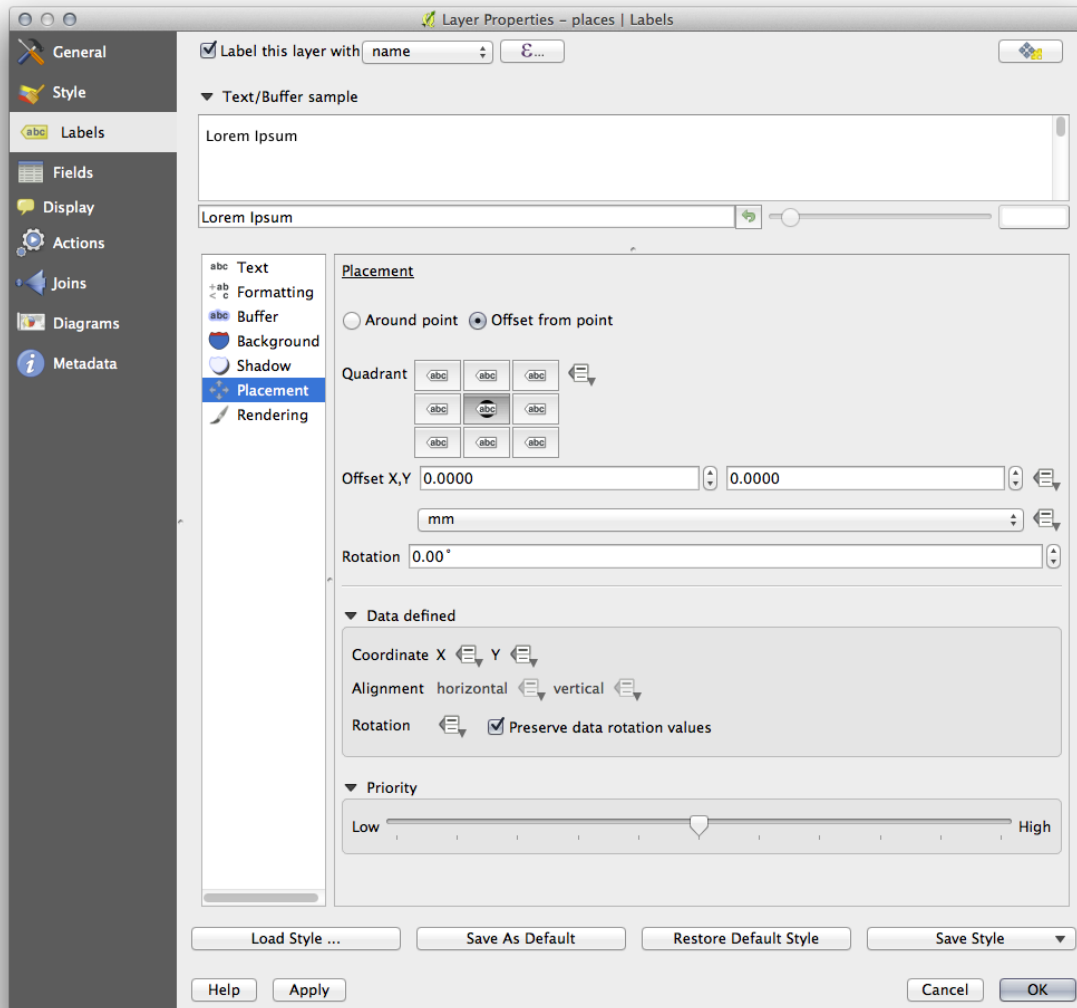 Layer Properties - places | Labels
General
Style
abc Labels
Fields
Display
Actions
Joins
Diagrams
Metadata
Label this layer with name ε...
Text/Buffer sample
Lorem Ipsum
Lorem Ipsum
abc Text
+ab < c Formatting
abc Buffer
Background
Shadow
Placement
Rendering
Placement
Around point Offset from point
Quadrant abc abc abc
abc abc abc
abc abc abc
Offset X,Y 0.0000 0.0000
mm
Rotation 0.00°
Data defined
Coordinate X Y
Alignment horizontal vertical
Rotation Preserve data rotation values
Priority
Low High
Load Style ... Save As Default Restore Default Style Save Style
Help Apply Cancel OK